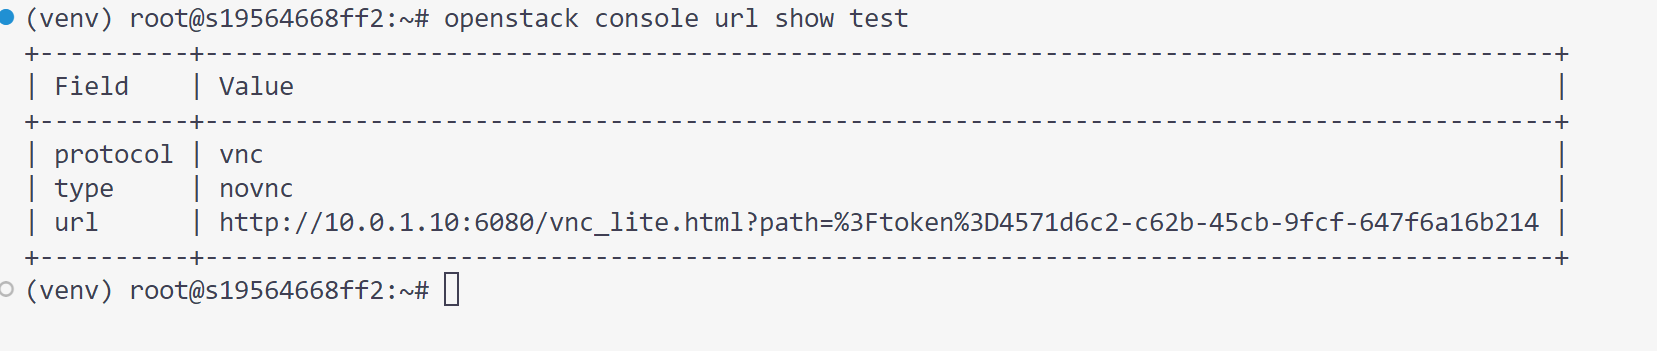 (venv) root@s19564668ff2:~# openstack console url show test
+----------+------------------------------------------------------------------------------------------+
| Field    | Value                                                                                    |
+----------+------------------------------------------------------------------------------------------+
| protocol | vnc                                                                                      |
| type     | novnc                                                                                    |
| url      | http://10.0.1.10:6080/vnc_lite.html?path=%3Ftoken%3D4571d6c2-c62b-45cb-9fcf-647f6a16b214 |
+----------+------------------------------------------------------------------------------------------+
(venv) root@s19564668ff2:~#